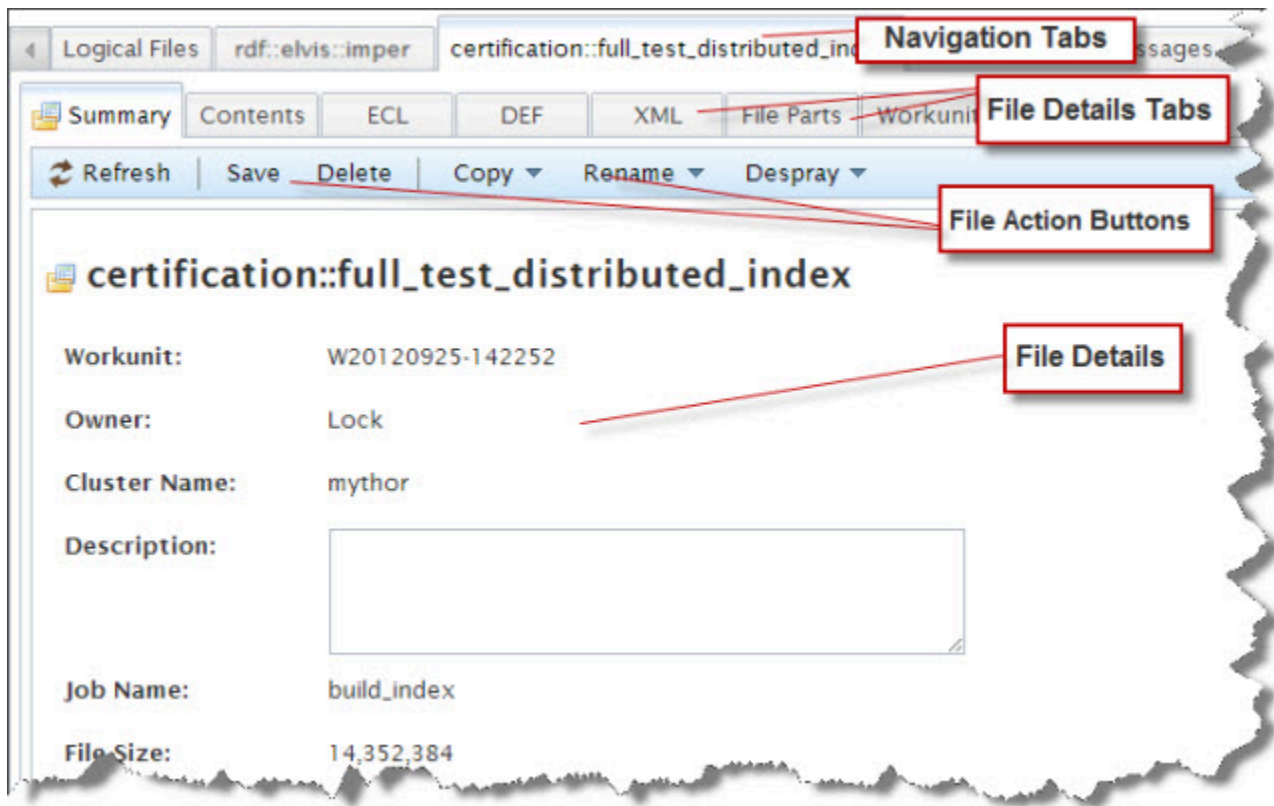 Logical Files rdf::elvis::imper certification::full_test_distributed_ind Navigation Tabs ssages
Summary Contents ECL DEF XML File Parts Workunit File Details Tabs
Refresh Save Delete Copy Rename Despray
File Action Buttons
certification::full_test_distributed_index
Workunit: W20120925-142252
File Details
Owner: Lock
Cluster Name: mythor
Description:
Job Name: build_index
File Size: 14,352,384